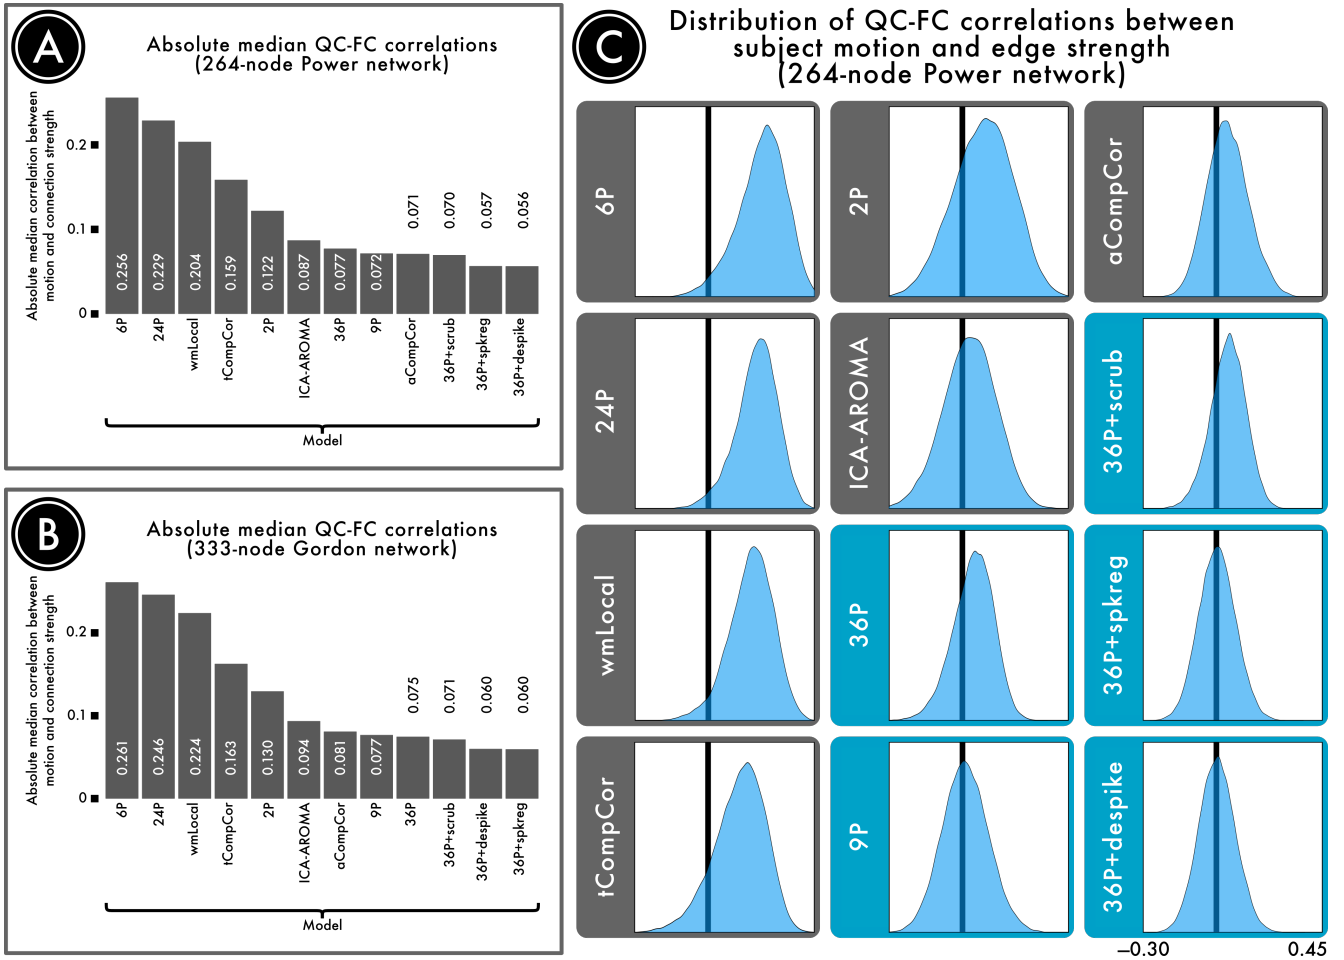 A
Absolute median QC-FC correlations
(264-node Power network)
Absolute median correlation between
motion and connection strength
0.2
0.1
0
0.256
0.229
0.204
0.159
0.122
0.087
0.077
0.072
0.071
0.070
0.057
0.056
6P
24P
wmLocal
tCompCor
2P
ICA-AROMA
36P
9P
aCompCor
36P+scrub
36P+spkreg
36P+despike
Model
B
Absolute median QC-FC correlations
(333-node Gordon network)
Absolute median correlation between
motion and connection strength
0.2
0.1
0
0.261
0.246
0.224
0.163
0.130
0.094
0.081
0.077
0.075
0.071
0.060
0.060
6P
24P
wmLocal
tCompCor
2P
ICA-AROMA
aCompCor
9P
36P
36P+scrub
36P+despike
36P+spkreg
Model
C
Distribution of QC-FC correlations between
subject motion and edge strength
(264-node Power network)
6P
2P
aCompCor
24P
ICA-AROMA
36P+scrub
wmLocal
36P
36P+spkreg
tCompCor
9P
36P+despike
−0.30
0.45